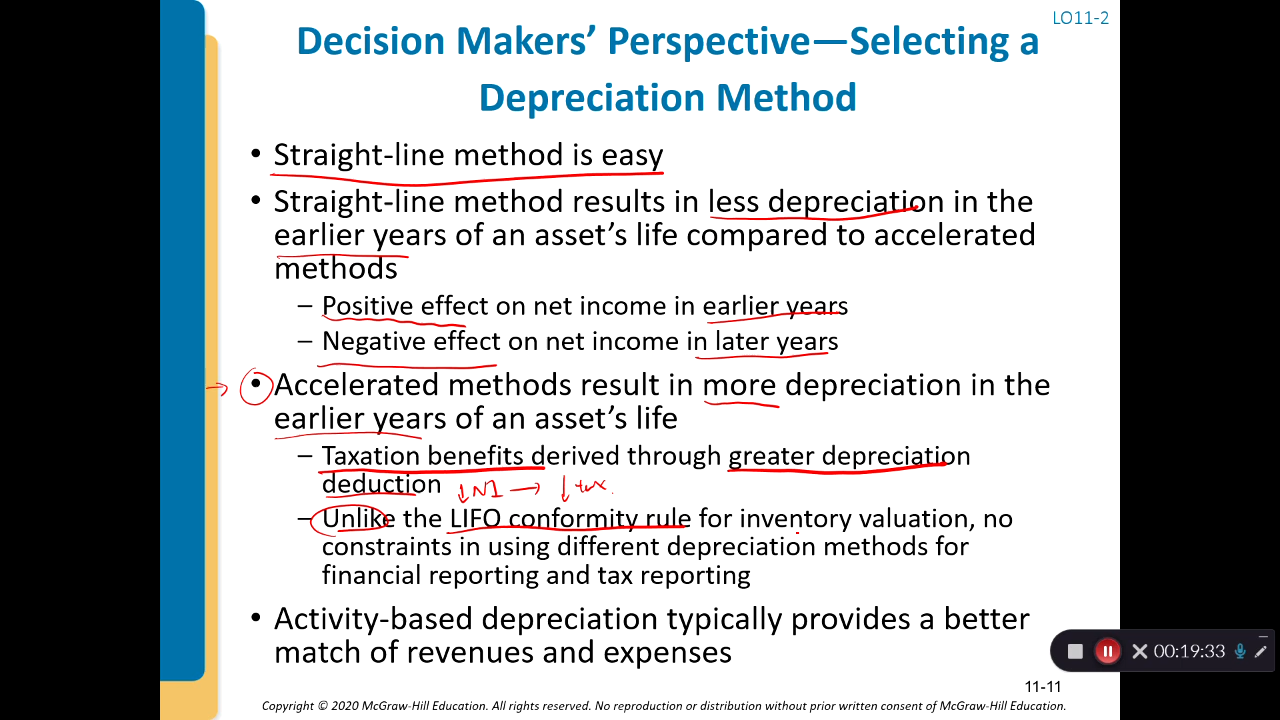 LO11-2
Decision Makers’ Perspective—Selecting a
Depreciation Method
• Straight-line method is easy
• Straight-line method results in less depreciation in the
earlier years of an asset’s life compared to accelerated
methods
– Positive effect on net income in earlier years
– Negative effect on net income in later years
• Accelerated methods result in more depreciation in the
earlier years of an asset’s life
– Taxation benefits derived through greater depreciation
deduction ↓NI → ↓tax.
– Unlike the LIFO conformity rule for inventory valuation, no
constraints in using different depreciation methods for
financial reporting and tax reporting
• Activity-based depreciation typically provides a better
match of revenues and expenses
00:19:33
11-11
Copyright © 2020 McGraw-Hill Education. All rights reserved. No reproduction or distribution without prior written consent of McGraw-Hill Education.